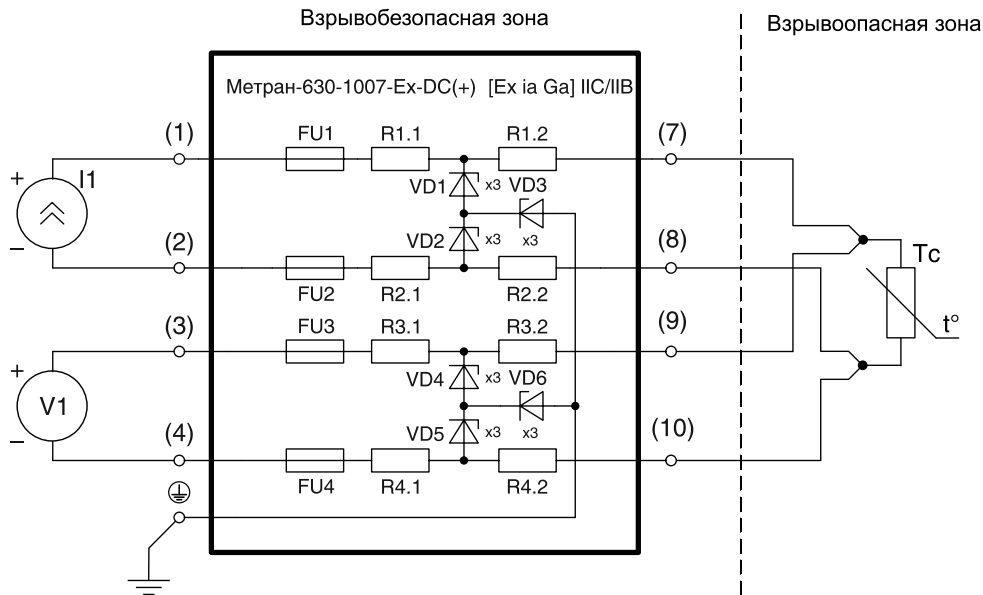 Взрывобезопасная зона
Взрывоопасная зона
Метран-630-1007-Ex-DC(+) [Ex ia Ga] IIC/IIB
(1) FU1 R1.1 R1.2 (7)
+ I1 VD1 x3 VD3
–
(2) VD2 x3 x3 (8)
FU2 R2.1 R2.2
Tc
t°
(3) FU3 R3.1 R3.2 (9)
+ VD4 x3 VD6
V1
– (4) VD5 x3 x3 (10)
FU4 R4.1 R4.2